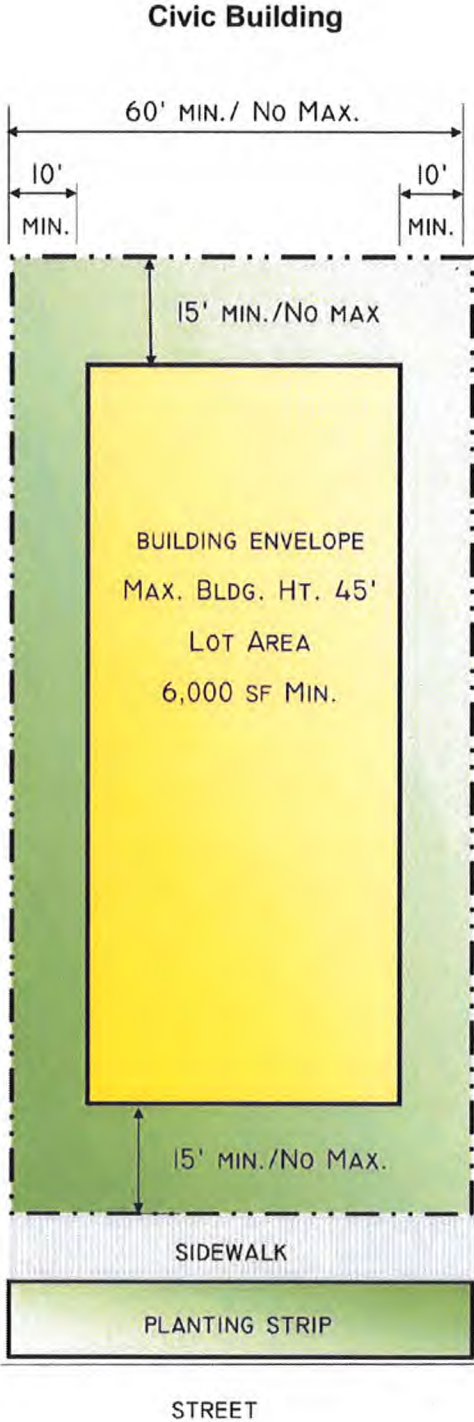 Civic Building
60' MIN./ NO MAX.
10' 10'
MIN. MIN.
15' MIN./NO MAX
BUILDING ENVELOPE
MAX. BLDG. HT. 45'
LOT AREA
6,000 SF MIN.
15' MIN./NO MAX.
SIDEWALK
PLANTING STRIP
STREET